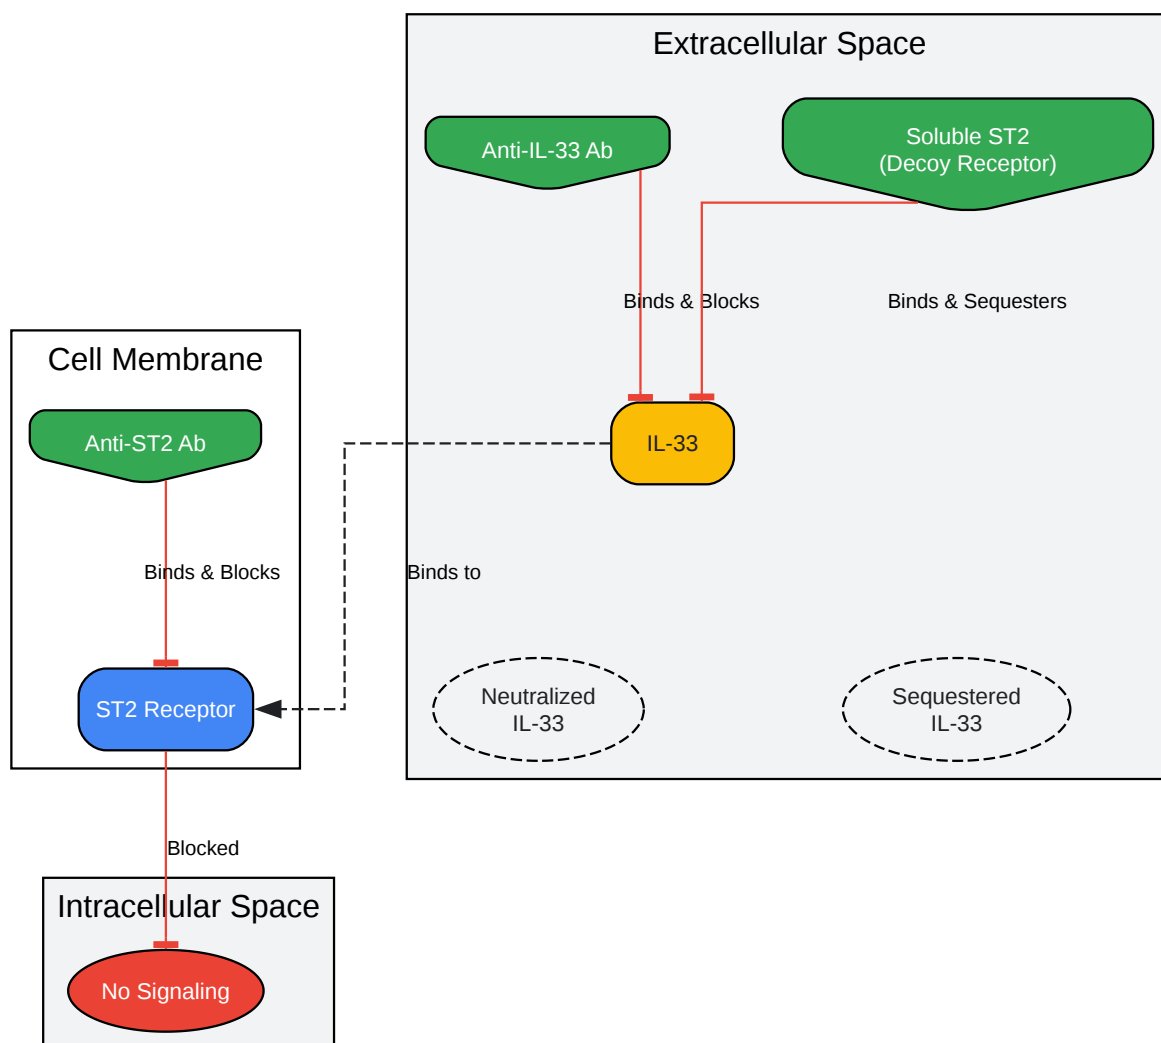 Extracellular Space
Anti-IL-33 Ab
Soluble ST2
(Decoy Receptor)
Binds & Blocks
Binds & Sequesters
Cell Membrane
Anti-ST2 Ab
IL-33
Binds & Blocks
Binds to
ST2 Receptor
Neutralized
IL-33
Sequestered
IL-33
Blocked
Intracellular Space
No Signaling